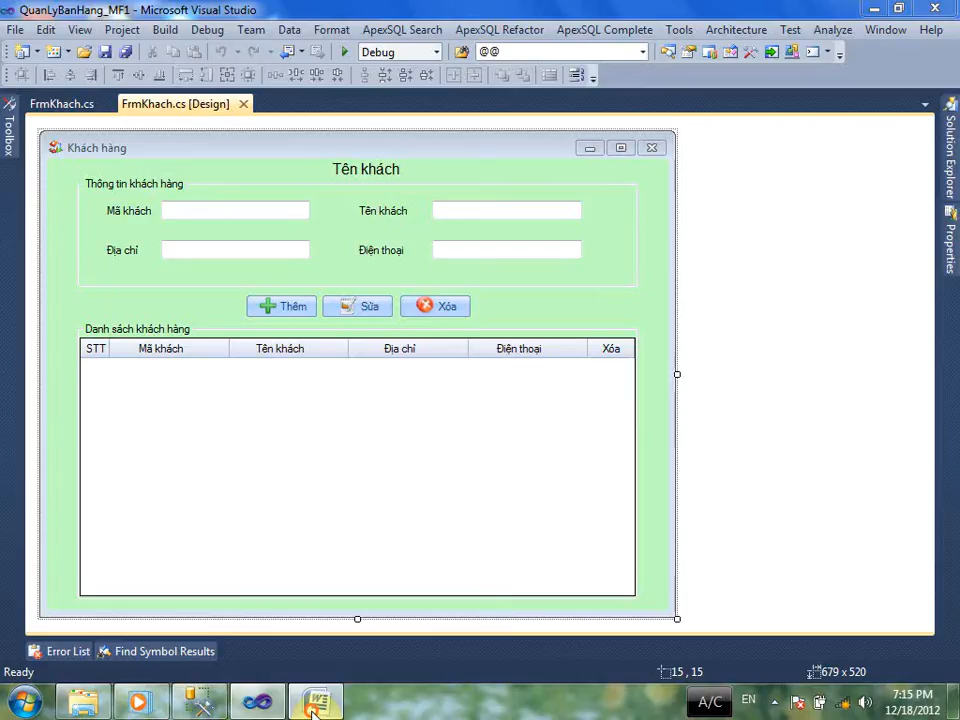 QuanLyBanHang_MF1 - Microsoft Visual Studio
File Edit View Project Build Debug Team Data Format ApexSQL Search ApexSQL Refactor ApexSQL Complete Tools Architecture Test Analyze Window Help
Debug @@
FrmKhach.cs FrmKhach.cs [Design]
Toolbox
Solution Explorer
Properties
Khách hàng
Tên khách
Thông tin khách hàng
Mã khách Tên khách
Địa chỉ Điện thoại
Thêm Sửa Xóa
Danh sách khách hàng
STT Mã khách Tên khách Địa chỉ Điện thoại Xóa
Error List Find Symbol Results
Ready 15 , 15 679 x 520
A/C EN 7:15 PM
12/18/2012